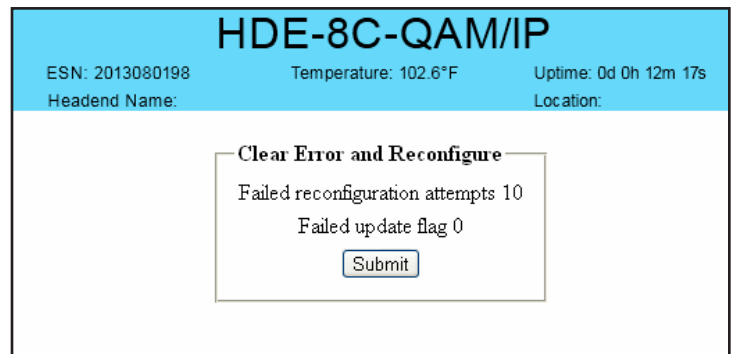 HDE-8C-QAM/IP
ESN: 2013080198 Temperature: 102.6°F Uptime: 0d 0h 12m 17s
Headend Name: Location:
Clear Error and Reconfigure
Failed reconfiguration attempts 10
Failed update flag 0
Submit